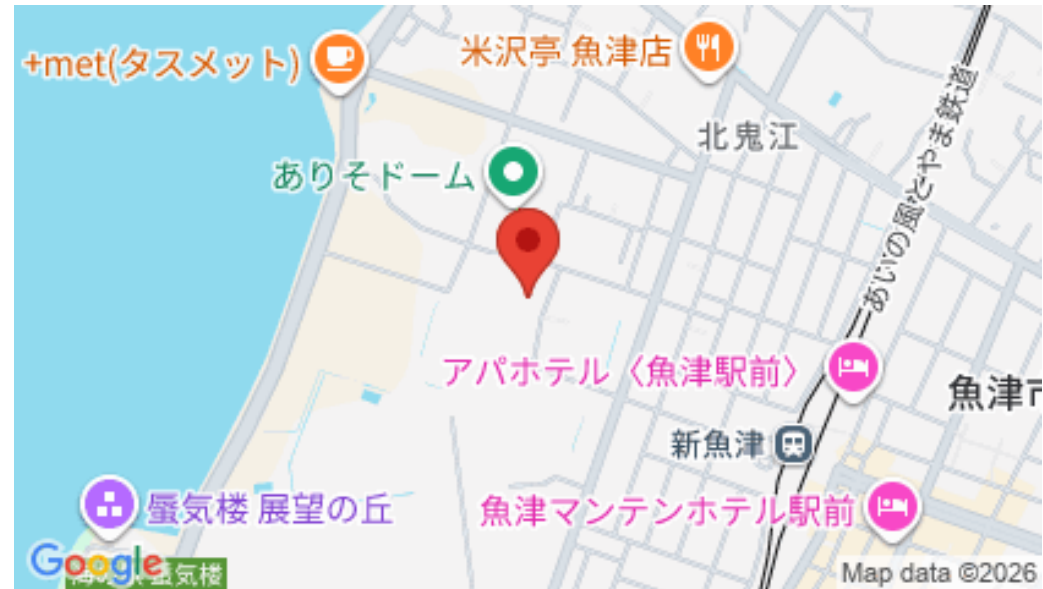 +met(タスメット)
米沢亭 魚津店
北鬼江
あいの風とやま鉄道
ありそドーム
アパホテル〈魚津駅前〉
魚津市
新魚津
蜃気楼 展望の丘
魚津マンテンホテル駅前
Google
蜃気楼
Map data ©2026